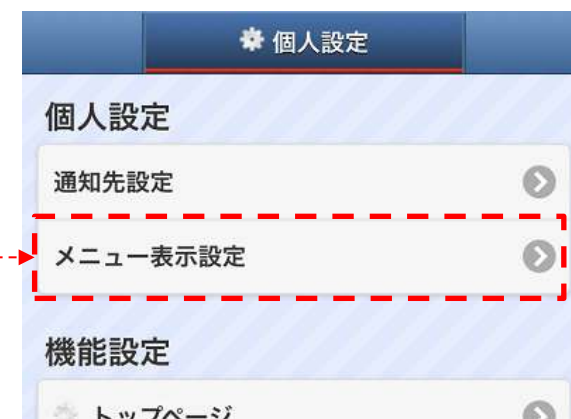 個人設定
個人設定
通知先設定
メニュー表示設定
機能設定
トップページ